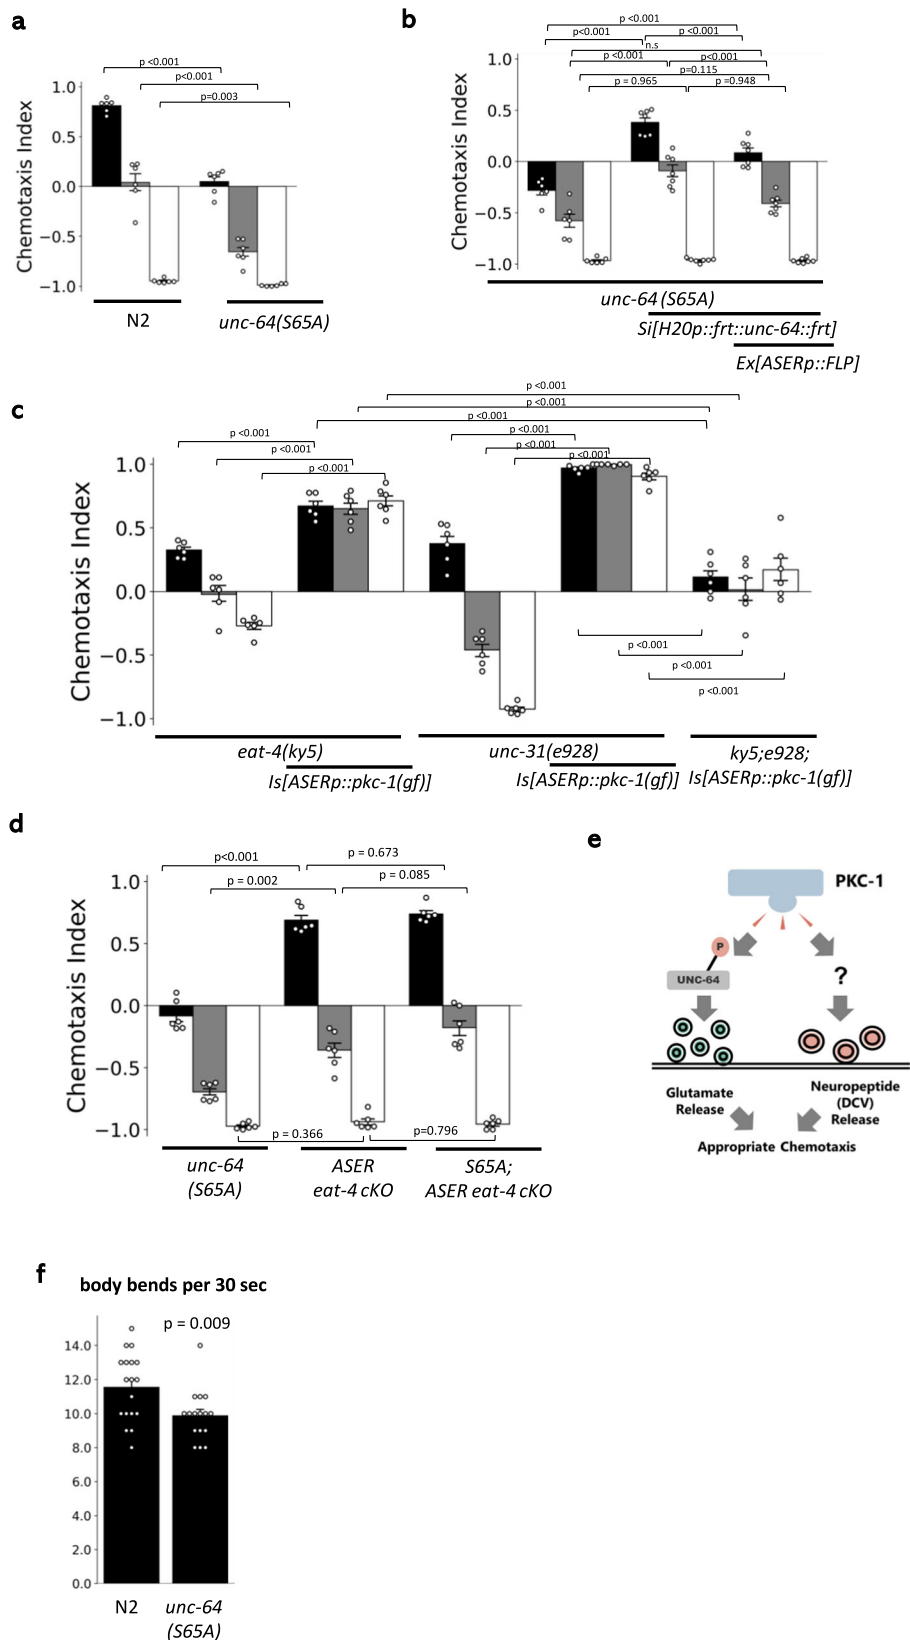 a
p <0.001
p<0.001
p=0.003
Chemotaxis Index
1.0
0.5
0.0
−0.5
−1.0
N2
unc-64(S65A)
b
p <0.001
p<0.001
p <0.001
n.s
p <0.001
p<0.001
p=0.115
p = 0.965
p =0.948
Chemotaxis Index
1.0
0.5
0.0
−0.5
−1.0
unc-64 (S65A)
Si[H20p::frt::unc-64::frt]
Ex[ASERp::FLP]
c
p <0.001
p <0.001
p <0.001
p <0.001
p <0.001
p <0.001
p <0.001
p <0.001
p <0.001
Chemotaxis Index
1.0
0.5
0.0
−0.5
−1.0
p <0.001
p <0.001
p <0.001
eat-4(ky5)
Is[ASERp::pkc-1(gf)]
unc-31(e928)
Is[ASERp::pkc-1(gf)]
ky5;e928;
Is[ASERp::pkc-1(gf)]
d
p<0.001
p = 0.673
p = 0.002
p = 0.085
Chemotaxis Index
1.0
0.5
0.0
−0.5
−1.0
p = 0.366
p=0.796
unc-64
(S65A)
ASER
eat-4 cKO
S65A;
ASER eat-4 cKO
e
PKC-1
P
UNC-64
?
Glutamate
Release
Neuropeptide
(DCV)
Release
Appropriate Chemotaxis
f
body bends per 30 sec
p = 0.009
14.0
12.0
10.0
8.0
6.0
4.0
2.0
0.0
N2
unc-64
(S65A)